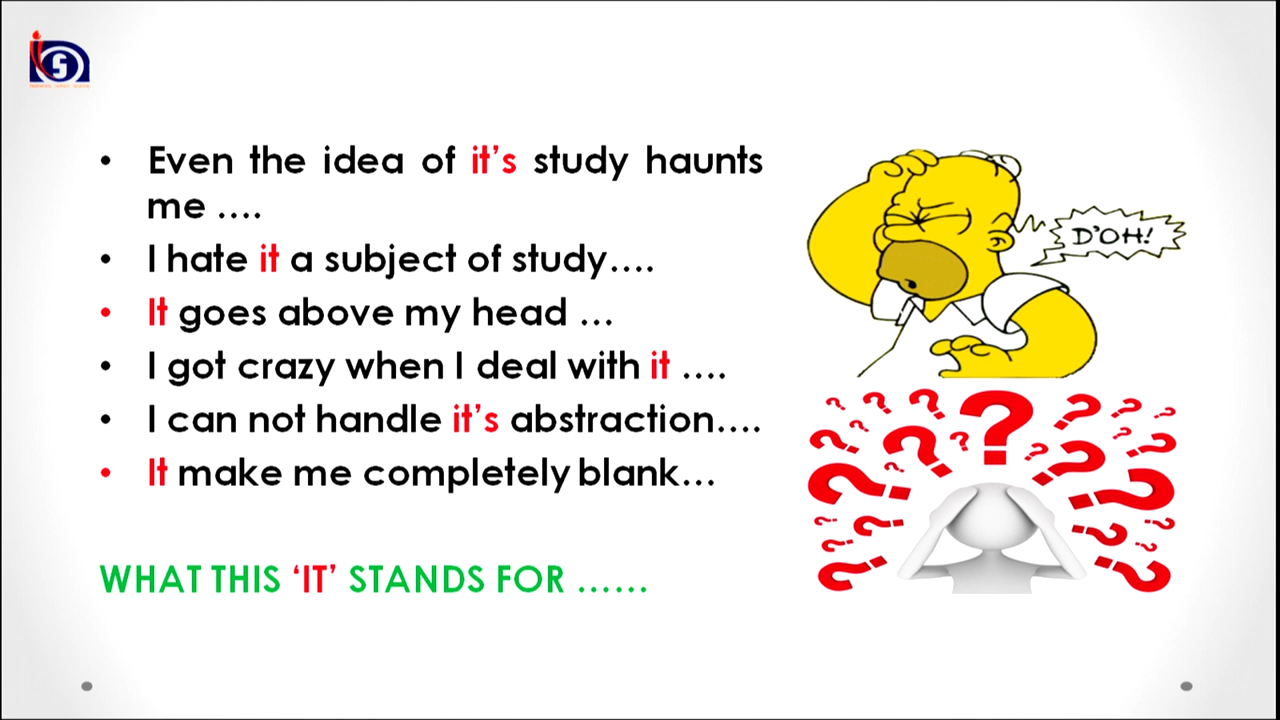 • Even the idea of it's study haunts
me ....
• I hate it a subject of study....
• It goes above my head ...
• I got crazy when I deal with it ....
• I can not handle it's abstraction....
• It make me completely blank...
WHAT THIS 'IT' STANDS FOR ......
D'OH!
? ? ? ? ? ? ? ? ? ? ? ? ? ? ? ? ? ? ? ? ? ? ? ?